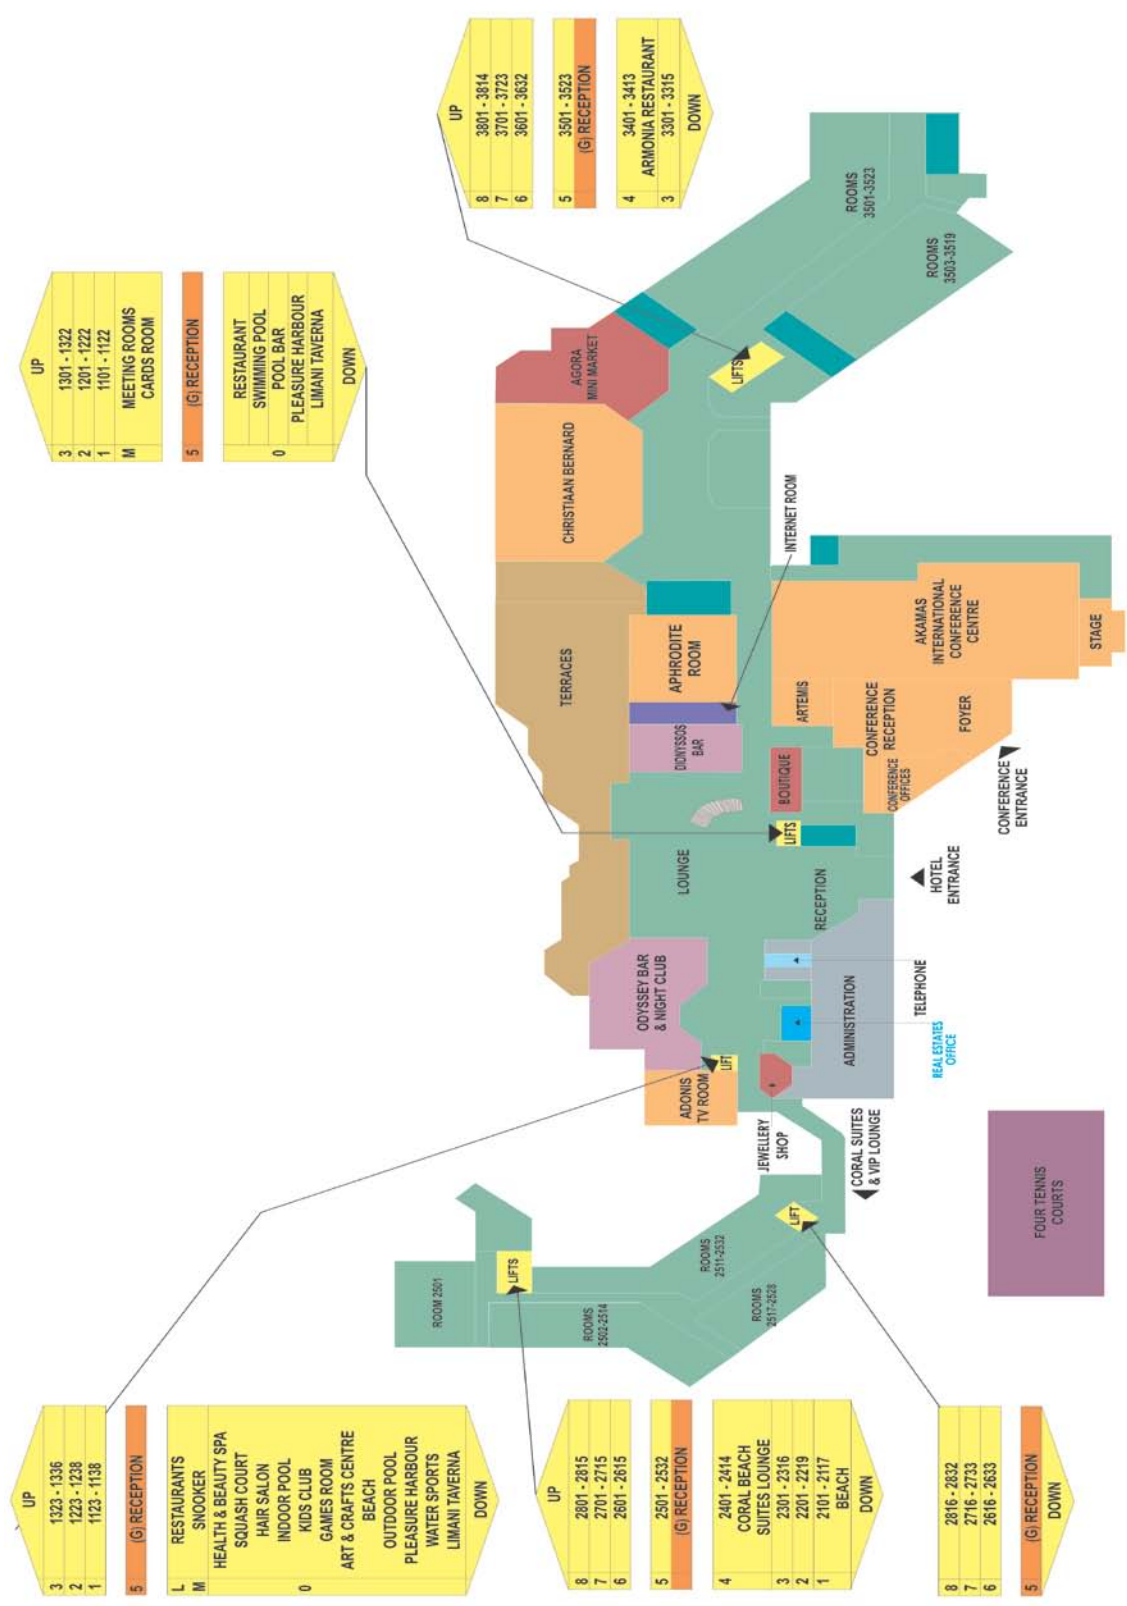 UP
3 1323 - 1336
2 1223 - 1238
1 1123 - 1138
5 (G) RECEPTION
L RESTAURANTS
M SNOOKER
HEALTH & BEAUTY SPA
SQUASH COURT
HAIR SALON
INDOOR POOL
KIDS CLUB
0 GAMES ROOM
ART & CRAFTS CENTRE
BEACH
OUTDOOR POOL
PLEASURE HARBOUR
WATER SPORTS
LIMANI TAVERNA
DOWN
UP
3 1301 - 1322
2 1201 - 1222
1 1101 - 1122
M MEETING ROOMS
CARDS ROOM
5 (G) RECEPTION
RESTAURANT
SWIMMING POOL
0 POOL BAR
PLEASURE HARBOUR
LIMANI TAVERNA
DOWN
UP
8 3801 - 3814
7 3701 - 3723
6 3601 - 3632
5 3501 - 3523
(G) RECEPTION
4 3401 - 3413
ARMONIA RESTAURANT
3 3301 - 3315
DOWN
UP
8 2801 - 2815
7 2701 - 2715
6 2601 - 2615
5 2501 - 2532
(G) RECEPTION
4 2401 - 2414
CORAL BEACH
SUITES LOUNGE
3 2301 - 2316
2 2201 - 2219
1 2101 - 2117
BEACH
DOWN
8 2816 - 2832
7 2716 - 2733
6 2616 - 2633
5 (G) RECEPTION
DOWN
ROOM 2501
LIFTS
ROOMS
2502-2514
ROOMS
2511-2532
ROOMS
2517-2528
LIFT
CORAL SUITES
& VIP LOUNGE
JEWELLERY
SHOP
ADONIS
TV ROOM
LIFT
ODYSSEY BAR
& NIGHT CLUB
ADMINISTRATION
REAL ESTATES
OFFICE
TELEPHONE
RECEPTION
HOTEL
ENTRANCE
LOUNGE
LIFTS
BOUTIQUE
TERRACES
DIONYSSOS
BAR
APHRODITE
ROOM
INTERNET ROOM
ARTEMIS
CONFERENCE
RECEPTION
CONFERENCE
OFFICES
FOYER
CONFERENCE
ENTRANCE
AKAMAS
INTERNATIONAL
CONFERENCE
CENTRE
STAGE
CHRISTIAAN BERNARD
AGORA
MINI MARKET
LIFTS
ROOMS
3501-3523
ROOMS
3503-3519
FOUR TENNIS
COURTS